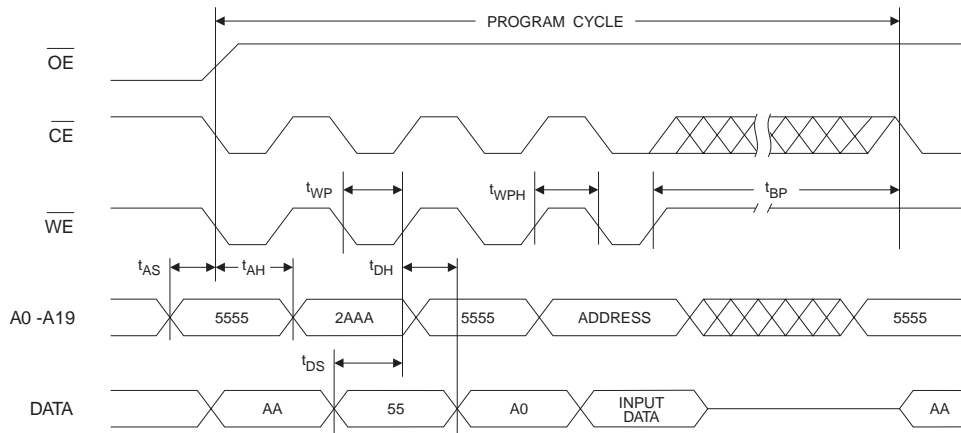 PROGRAM CYCLE
OE
CE
tWP
tWPH
tBP
WE
tAS
tAH
tDH
A0 -A19
5555
2AAA
5555
ADDRESS
5555
tDS
DATA
AA
55
A0
INPUT
DATA
AA